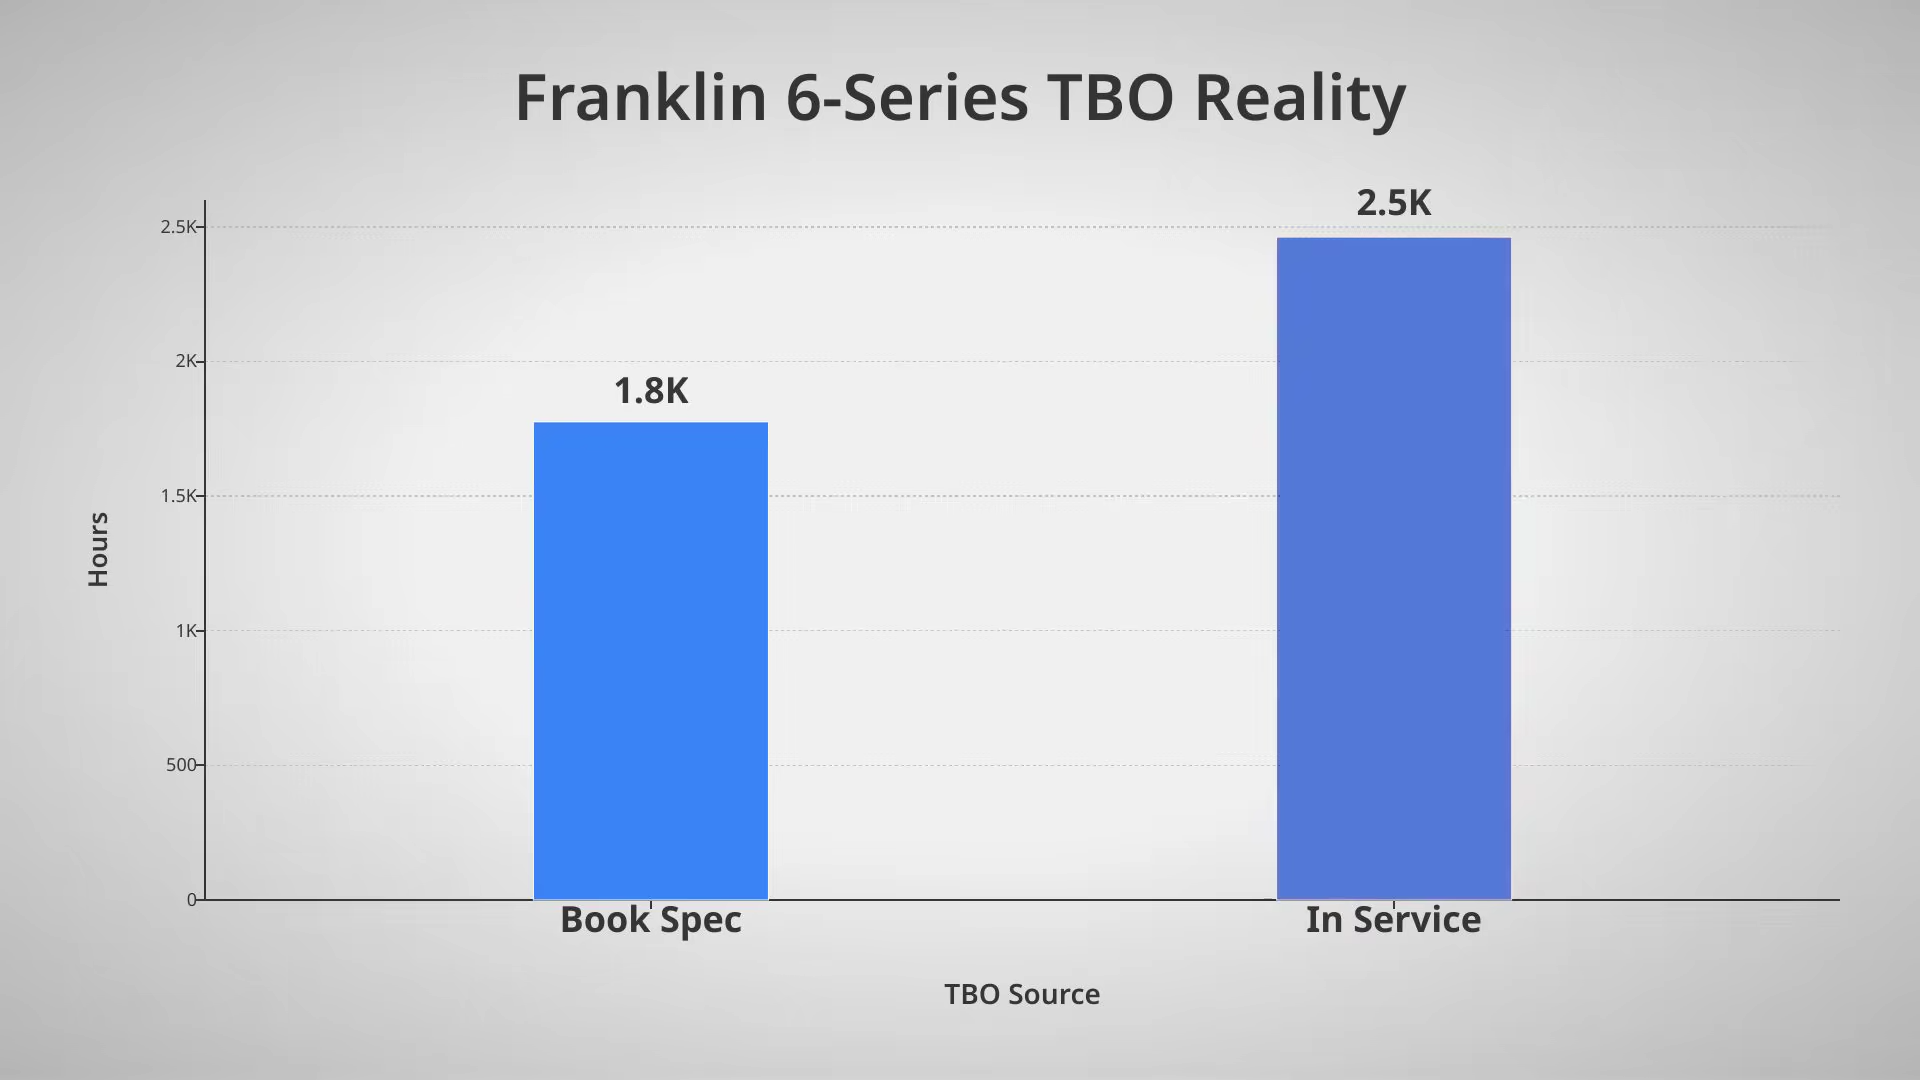 Franklin 6-Series TBO Reality
2.5K
2K
1.5K
1K
500
0
Hours
1.8K
2.5K
Book Spec
In Service
TBO Source